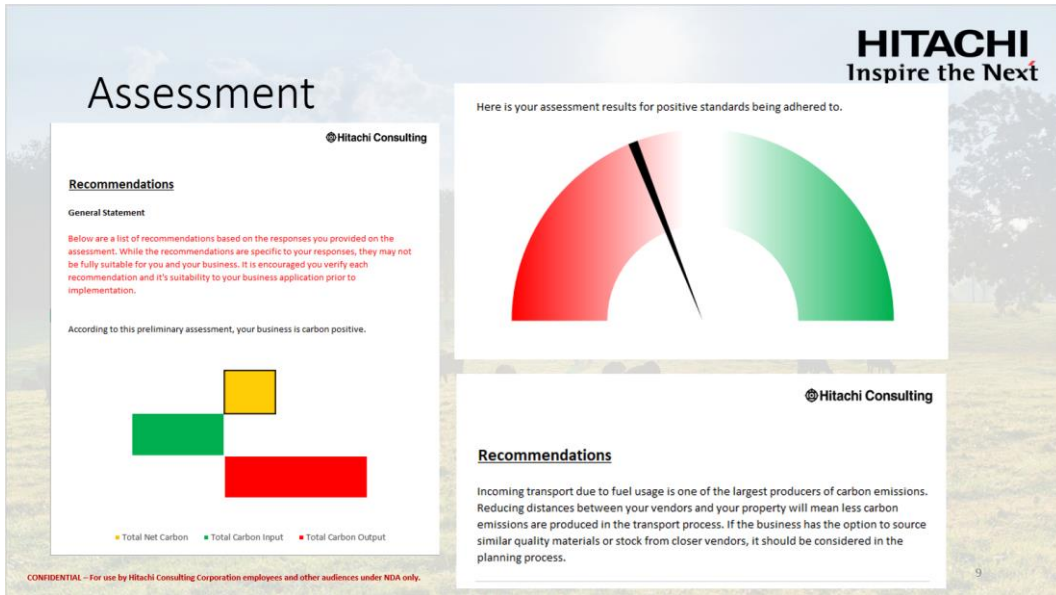 HITACHI
Inspire the Next
Assessment
Hitachi Consulting
Recommendations
General Statement
Below are a list of recommendations based on the responses you provided on the
assessment. While the recommendations are specific to your responses, they may not
be fully suitable for you and your business. It is encouraged you verify each
recommendation and it's suitability to your business application prior to
implementation.
According to this preliminary assessment, your business is carbon positive.
Total Net Carbon Total Carbon Input Total Carbon Output
Here is your assessment results for positive standards being adhered to.
Hitachi Consulting
Recommendations
Incoming transport due to fuel usage is one of the largest producers of carbon emissions.
Reducing distances between your vendors and your property will mean less carbon
emissions are produced in the transport process. If the business has the option to source
similar quality materials or stock from closer vendors, it should be considered in the
planning process.
CONFIDENTIAL – For use by Hitachi Consulting Corporation employees and other audiences under NDA only.
9